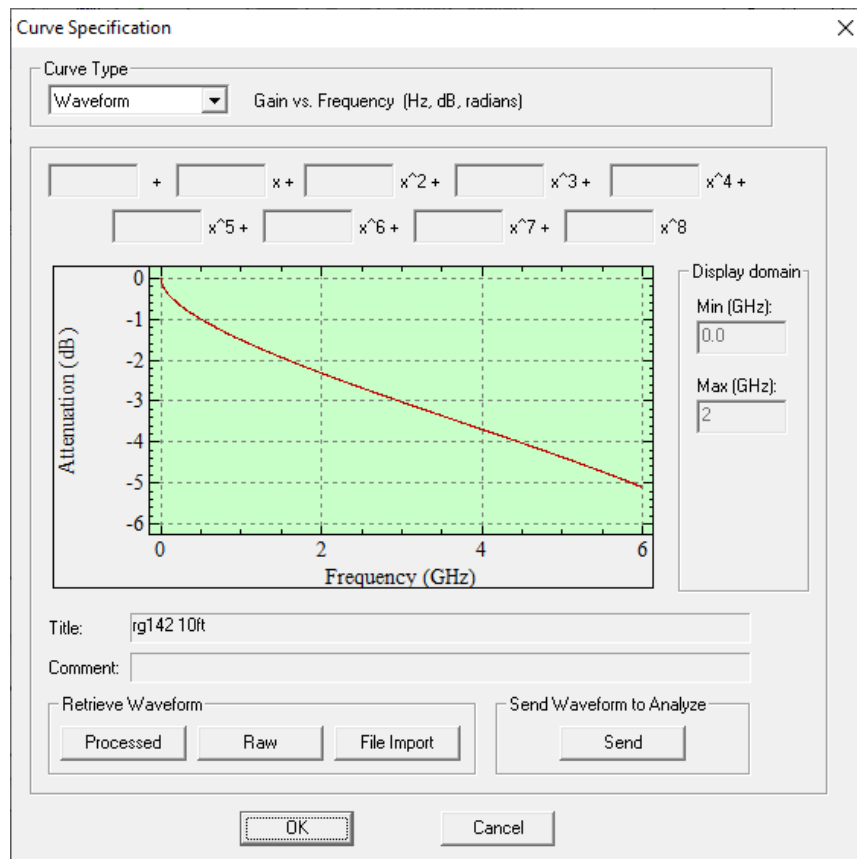 Curve Specification
Curve Type
Waveform
Gain vs. Frequency (Hz, dB, radians)
+ x+ x^2 + x^3 + x^4 +
x^5 + x^6 + x^7 + x^8
Attenuation (dB)
0
-1
-2
-3
-4
-5
-6
0 2 4 6
Frequency (GHz)
Display domain
Min (GHz):
0.0
Max (GHz):
2
Title: rg142 10ft
Comment:
Retrieve Waveform
Processed Raw File Import
Send Waveform to Analyze
Send
OK Cancel